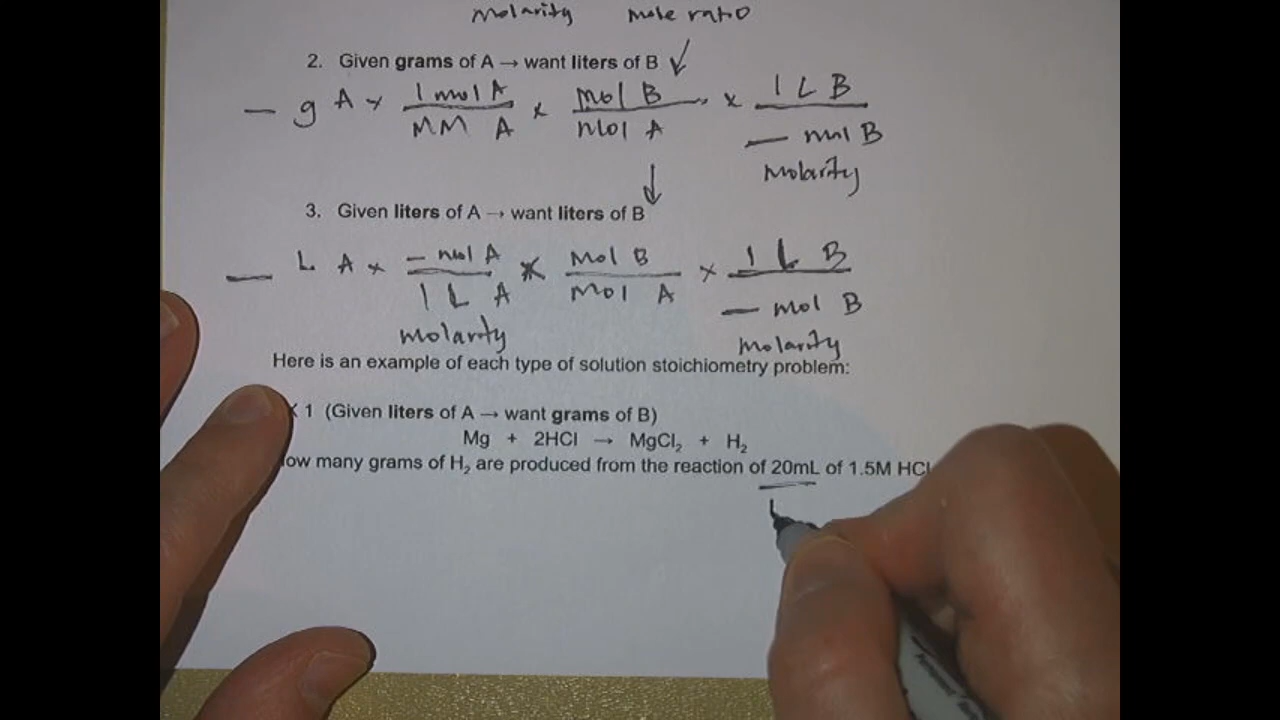 molarity mole ratio
2. Given grams of A → want liters of B ↙
— g A × 1 mol A / MM A × mol B / mol A × 1 L B / — mol B
molarity
↓
3. Given liters of A → want liters of B
— L A × — mol A / 1 L A × Mol B / Mol A × 1 L B / — mol B
molarity molarity
Here is an example of each type of solution stoichiometry problem:
1 (Given liters of A → want grams of B)
Mg + 2HCl → MgCl₂ + H₂
many grams of H₂ are produced from the reaction of 20mL of 1.5M HCl